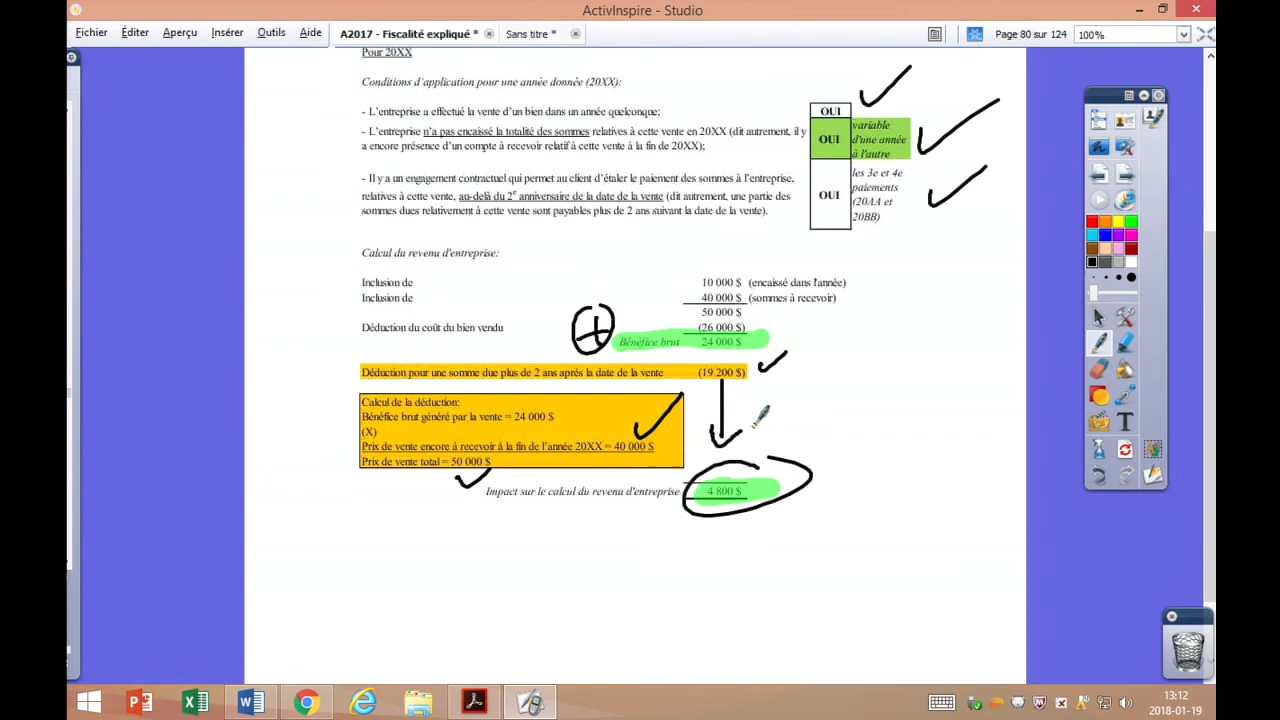 ActivInspire - Studio
Fichier Éditer Aperçu Insérer Outils Aide
A2017 - Fiscalité expliqué * Sans titre * Page 80 sur 124 100%
Pour 20XX
Conditions d'application pour une année donnée (20XX):
- L'entreprise a effectué la vente d'un bien dans un année quelconque; OUI
- L'entreprise n'a pas encaissé la totalité des sommes relatives à cette vente en 20XX (dit autrement, il y
a encore présence d'un compte à recevoir relatif à cette vente à la fin de 20XX);
OUI
variable
d'une année
à l'autre
- Il y a un engagement contractuel qui permet au client d'étaler le paiement des sommes à l'entreprise,
relatives à cette vente, au-delà du 2e anniversaire de la date de la vente (dit autrement, une partie des
sommes dues relativement à cette vente sont payables plus de 2 ans suivant la date de la vente).
OUI
les 3e et 4e
paiements
(20AA et
20BB)
Calcul du revenu d'entreprise:
Inclusion de 10 000 $ (encaissé dans l'année)
Inclusion de 40 000 $ (sommes à recevoir)
50 000 $
Déduction du coût du bien vendu (26 000 $)
+
Bénéfice brut 24 000 $
Déduction pour une somme due plus de 2 ans après la date de la vente (19 200 $)
Calcul de la déduction:
Bénéfice brut généré par la vente = 24 000 $
(X)
Prix de vente encore à recevoir à la fin de l'année 20XX = 40 000 $
Prix de vente total = 50 000 $
Impact sur le calcul du revenu d'entreprise 4 800 $
13:12
2018-01-19